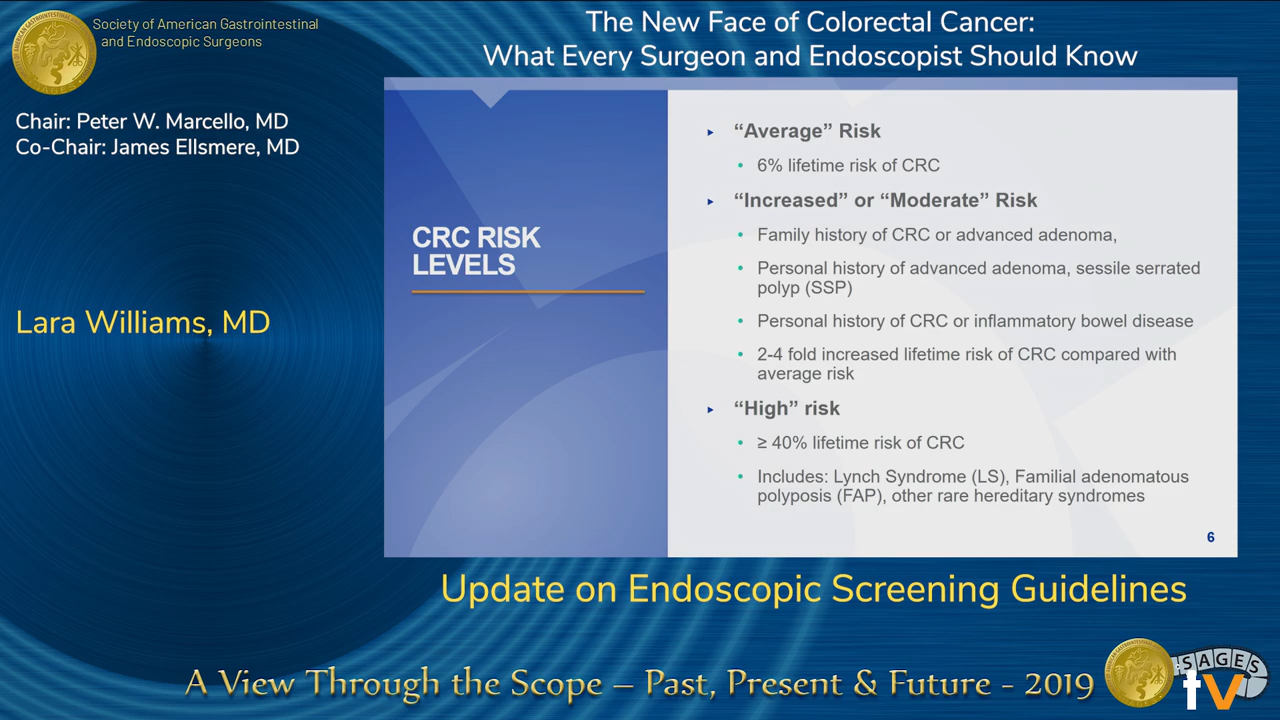 Society of American Gastrointestinal
and Endoscopic Surgeons
The New Face of Colorectal Cancer:
What Every Surgeon and Endoscopist Should Know
Chair: Peter W. Marcello, MD
Co-Chair: James Ellsmere, MD
Lara Williams, MD
CRC RISK
LEVELS
“Average” Risk
6% lifetime risk of CRC
“Increased” or “Moderate” Risk
Family history of CRC or advanced adenoma,
Personal history of advanced adenoma, sessile serrated
polyp (SSP)
Personal history of CRC or inflammatory bowel disease
2-4 fold increased lifetime risk of CRC compared with
average risk
“High” risk
≥ 40% lifetime risk of CRC
Includes: Lynch Syndrome (LS), Familial adenomatous
polyposis (FAP), other rare hereditary syndromes
6
Update on Endoscopic Screening Guidelines
A View Through the Scope – Past, Present & Future - 2019
SAGES
tv